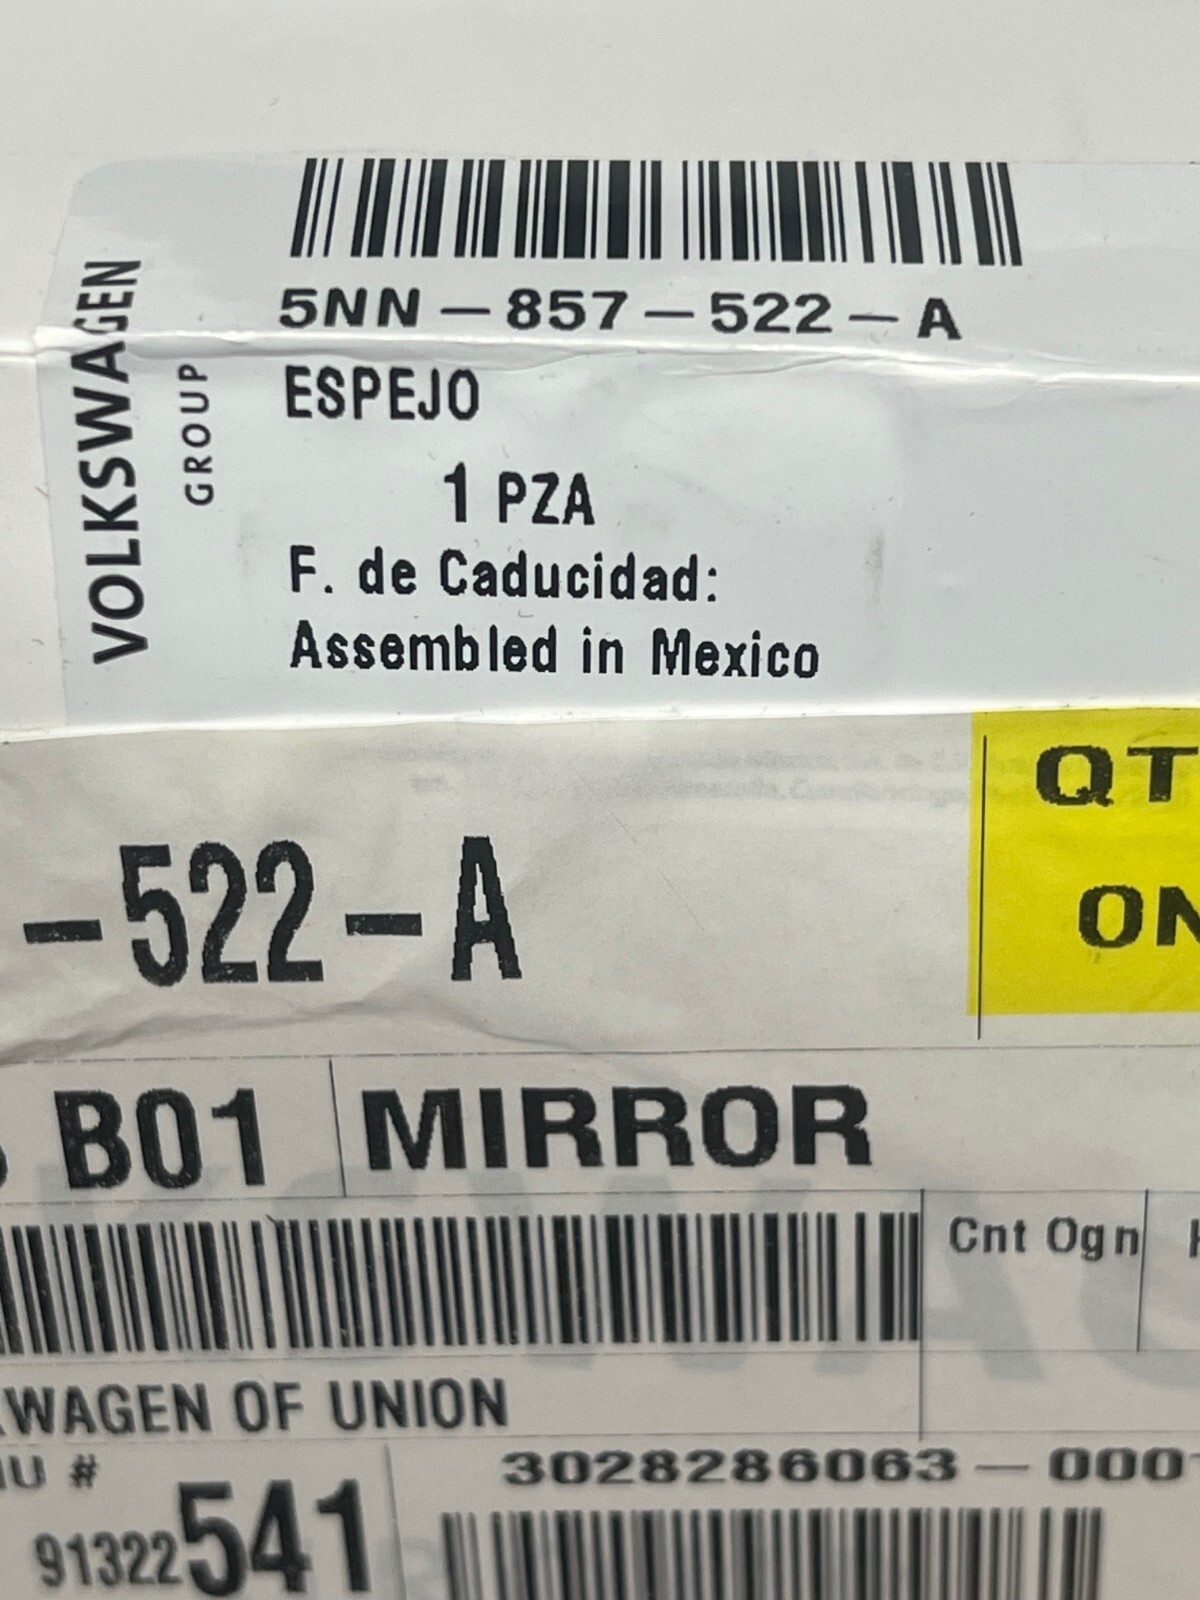 VOLKSWAGEN
GROUP
5NN-857-522-A
ESPEJO
1 PZA
F. de Caducidad:
Assembled in Mexico
-522-A
QT
ON
B01
MIRROR
Cnt Ogn
WAGEN OF UNION
U #
3028286063-000
91322541